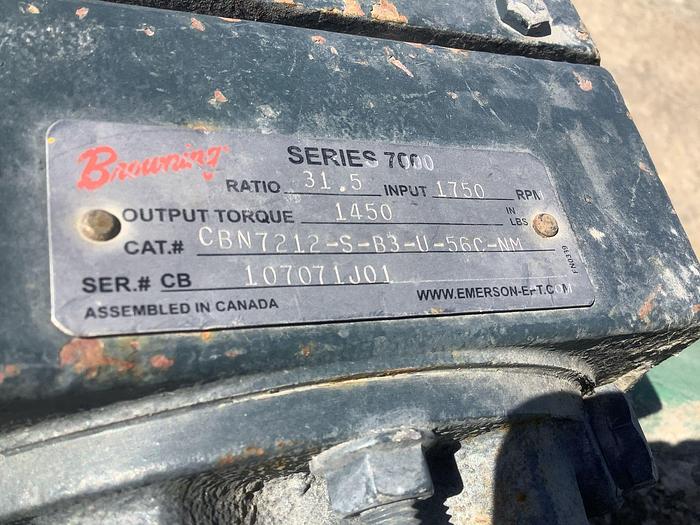 Browning
SERIES 7000
RATIO 31.5 INPUT 1750 RPM
OUTPUT TORQUE 1450 IN LBS
CAT.# CBN7212-S-B3-U-56C-NM
SER.# CB 107071J01
ASSEMBLED IN CANADA
WWW.EMERSON-EPT.COM